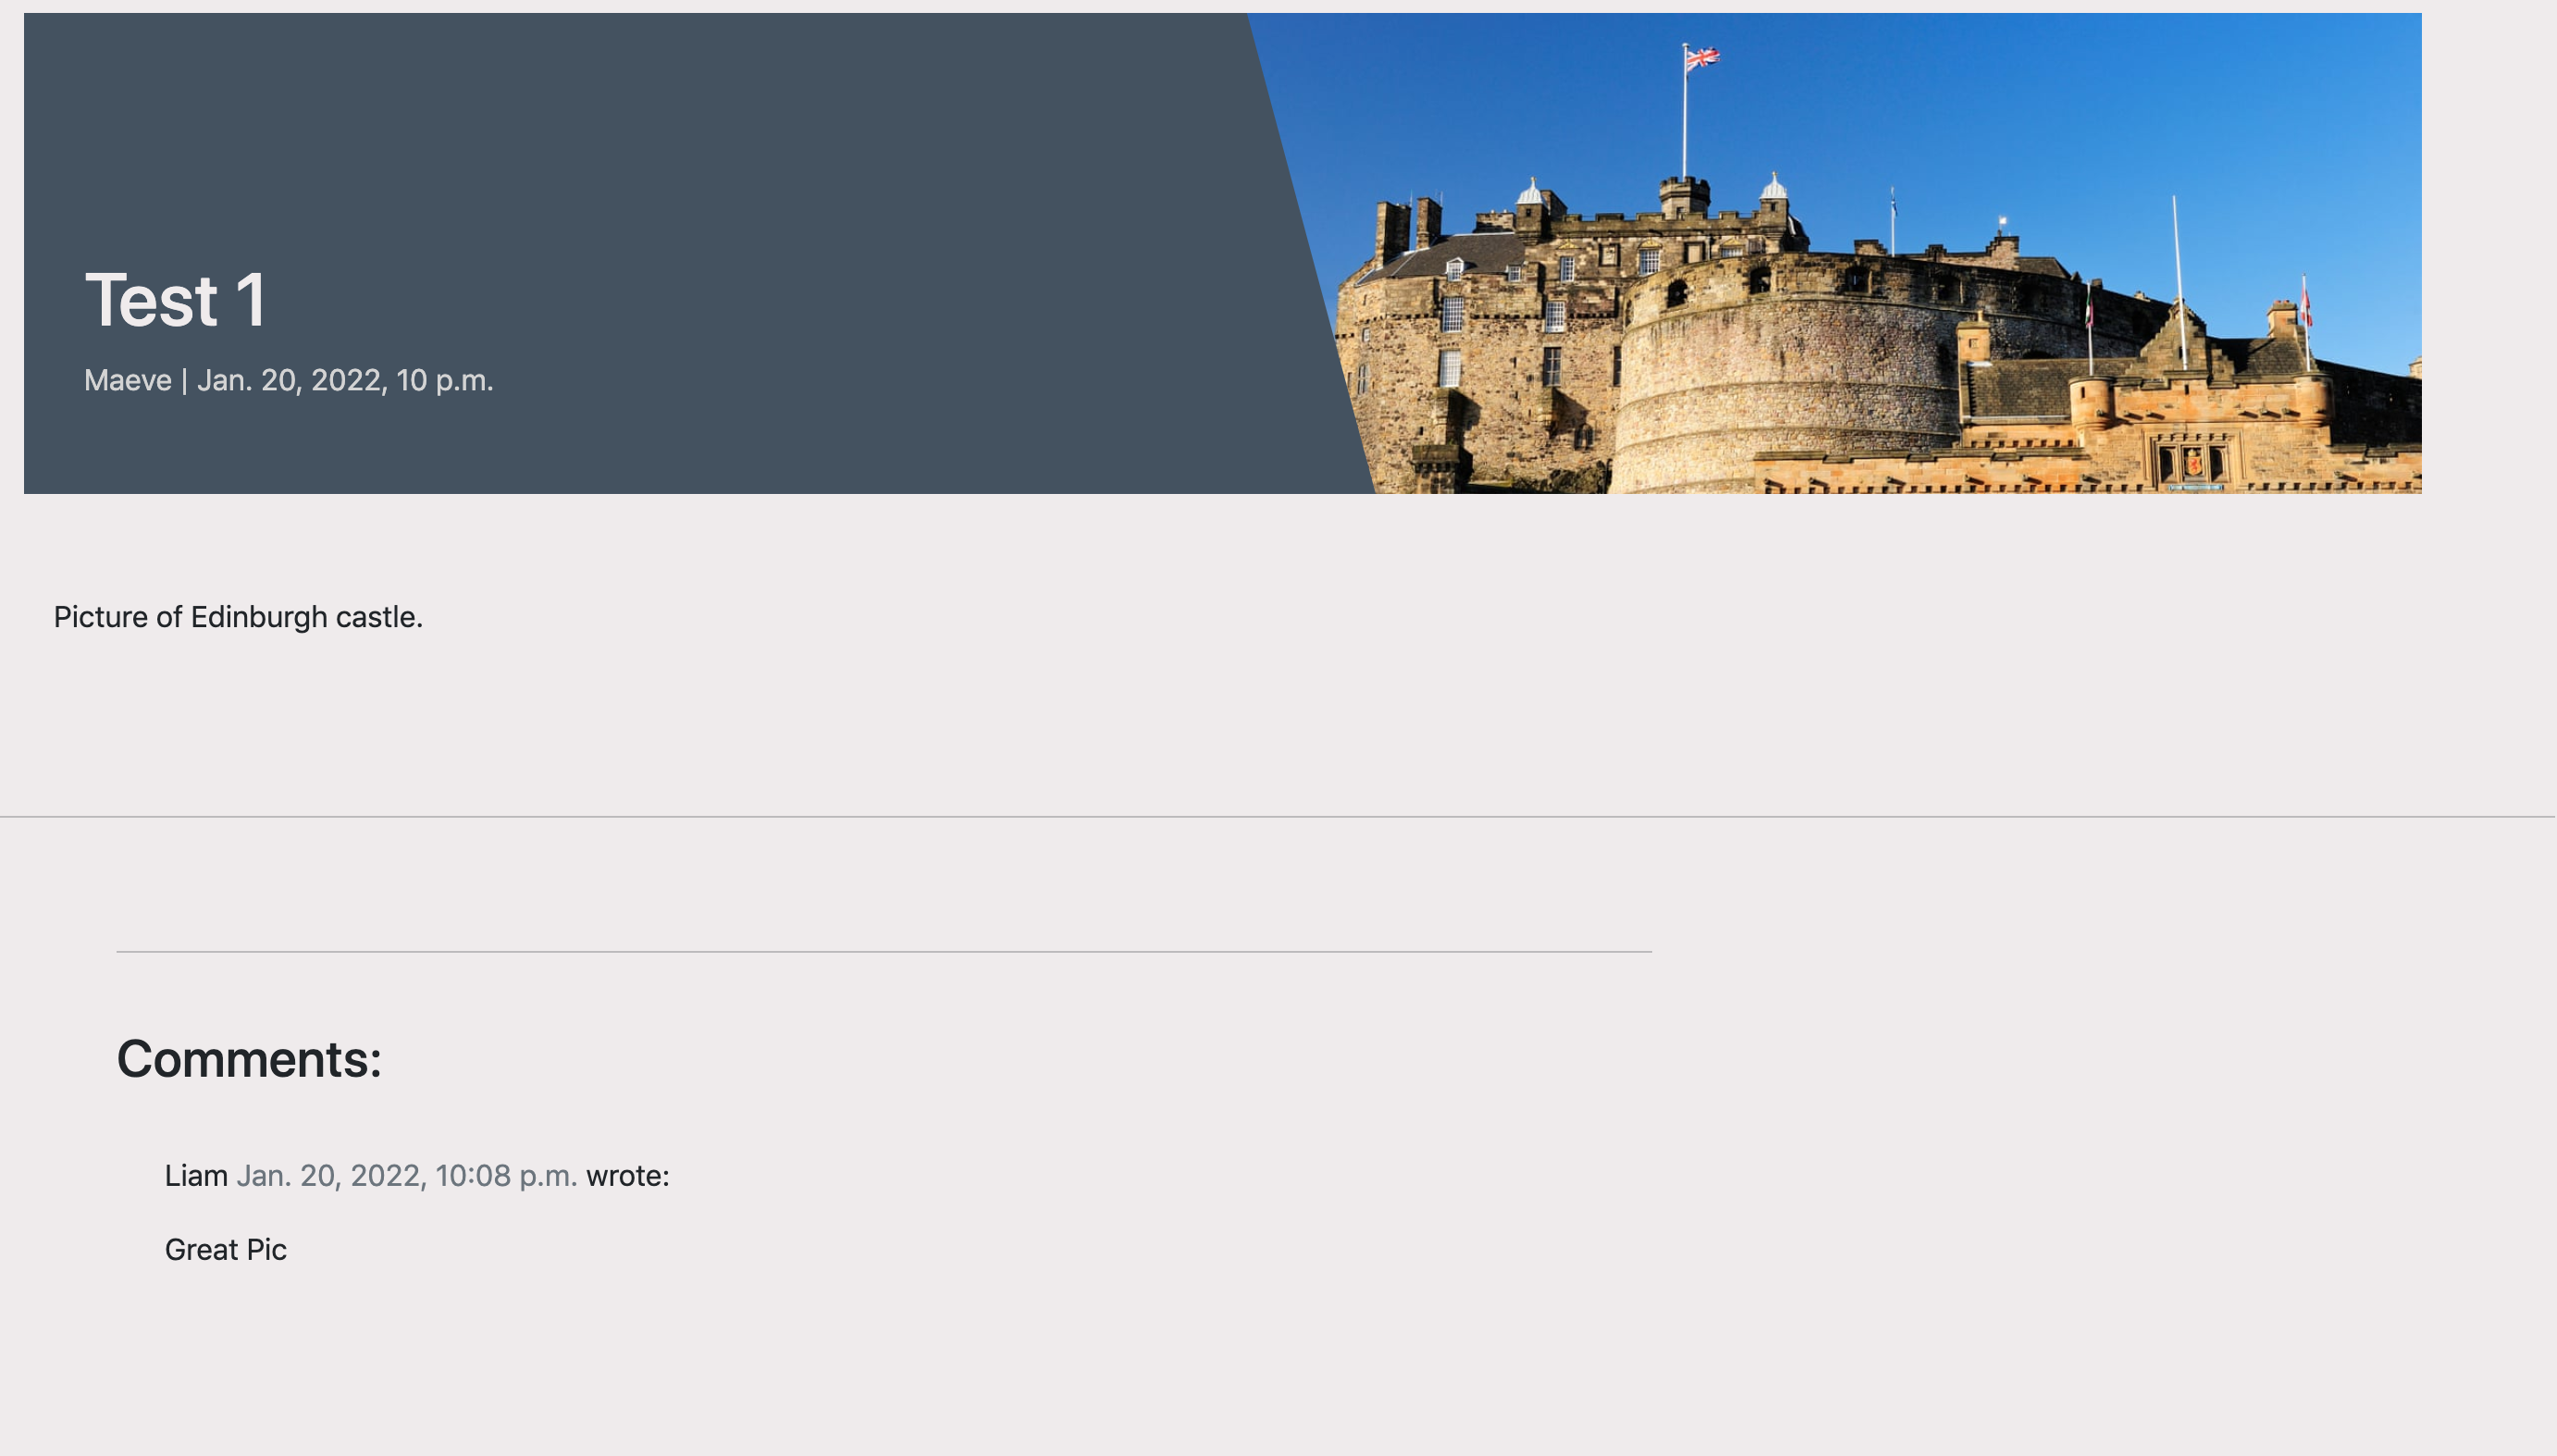 Test 1
Maeve | Jan. 20, 2022, 10 p.m.
Picture of Edinburgh castle.
Comments:
Liam Jan. 20, 2022, 10:08 p.m. wrote:
Great Pic